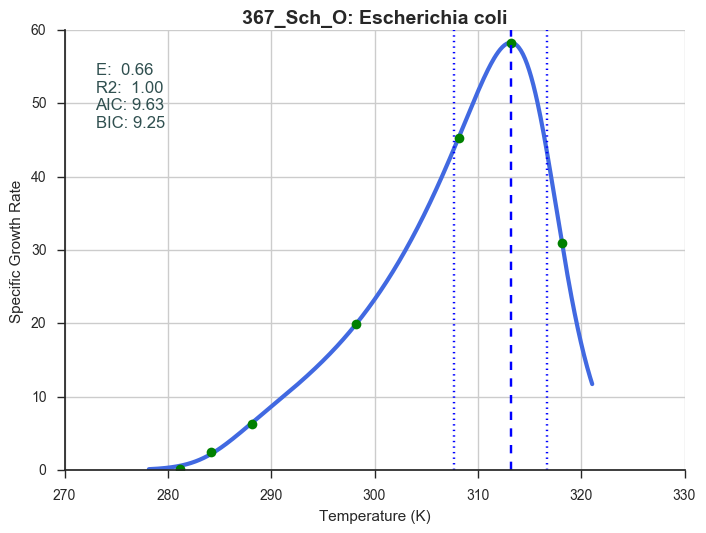 367_Sch_O: Escherichia coli
E: 0.66
R2: 1.00
AIC: 9.63
BIC: 9.25
Specific Growth Rate
60
50
40
30
20
10
0
270 280 290 300 310 320 330
Temperature (K)